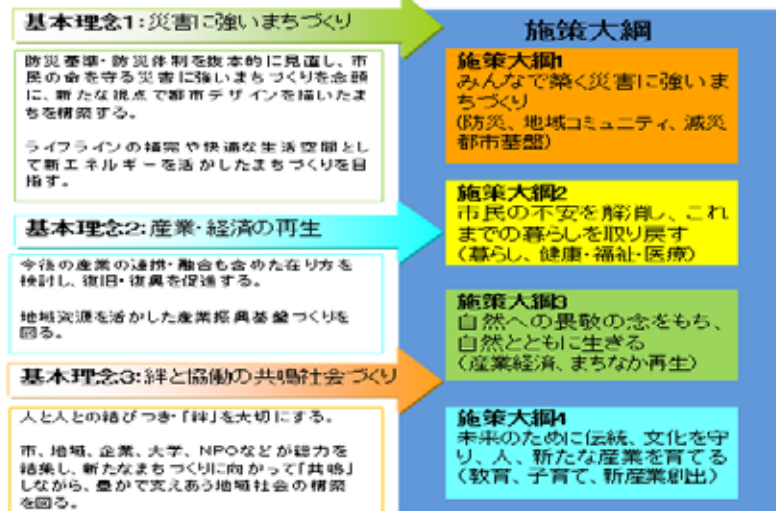 基本理念1:災害に強いまちづくり
防災基準・防災体制を抜本的に見直し、市
民の命を守る災害に強いまちづくりを念頭
に、新たな視点で都市デザインを描いたま
ちを構築する。
ライフラインの補完や快適な生活空間とし
て新エネルギーを活かしたまちづくりを目
指す。
基本理念2:産業・経済の再生
今後の産業の連携・融合も含めた在り方を
検討し、復旧・復興を促進する。
地域資源を活かした産業振興基盤づくりを
図る。
基本理念3:絆と協働の共鳴社会づくり
人と人との結びつき・「絆」を大切にする。
市、地域、企業、大学、NPOなどが総力を
結集し、新たなまちづくりに向かって「共鳴」
しながら、豊かで支えあう地域社会の構築
を図る。
施策大綱
施策大綱1
みんなで築く災害に強いま
ちづくり
(防災、地域コミュニティ、減災
都市基盤)
施策大綱2
市民の不安を解消し、これ
までの暮らしを取り戻す
(暮らし、健康・福祉・医療)
施策大綱3
自然への畏敬の念をもち、
自然とともに生きる
(産業経済、まちなか再生)
施策大綱4
未来のために伝統、文化を守
り、人、新たな産業を育てる
(教育、子育て、新産業創出)